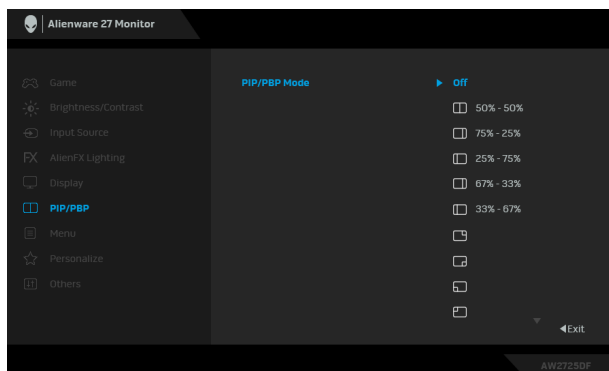 Alienware 27 Monitor
Game
Brightness/Contrast
Input Source
FX AlienFX Lighting
Display
PIP/PBP
Menu
Personalize
Others
PIP/PBP Mode
Off
50% - 50%
75% - 25%
25% - 75%
67% - 33%
33% - 67%
Exit
AW2725DF